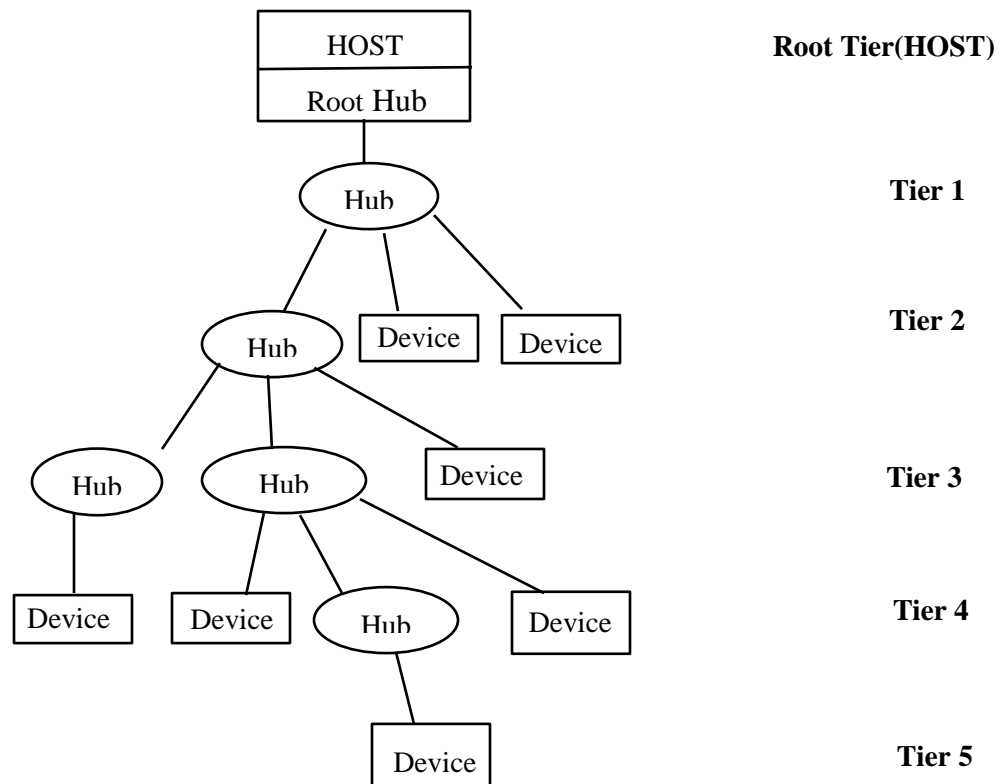 HOST
Root Tier(HOST)
Root Hub
Hub
Tier 1
Hub
Device
Device
Tier 2
Hub
Hub
Device
Tier 3
Device
Device
Hub
Device
Tier 4
Device
Tier 5